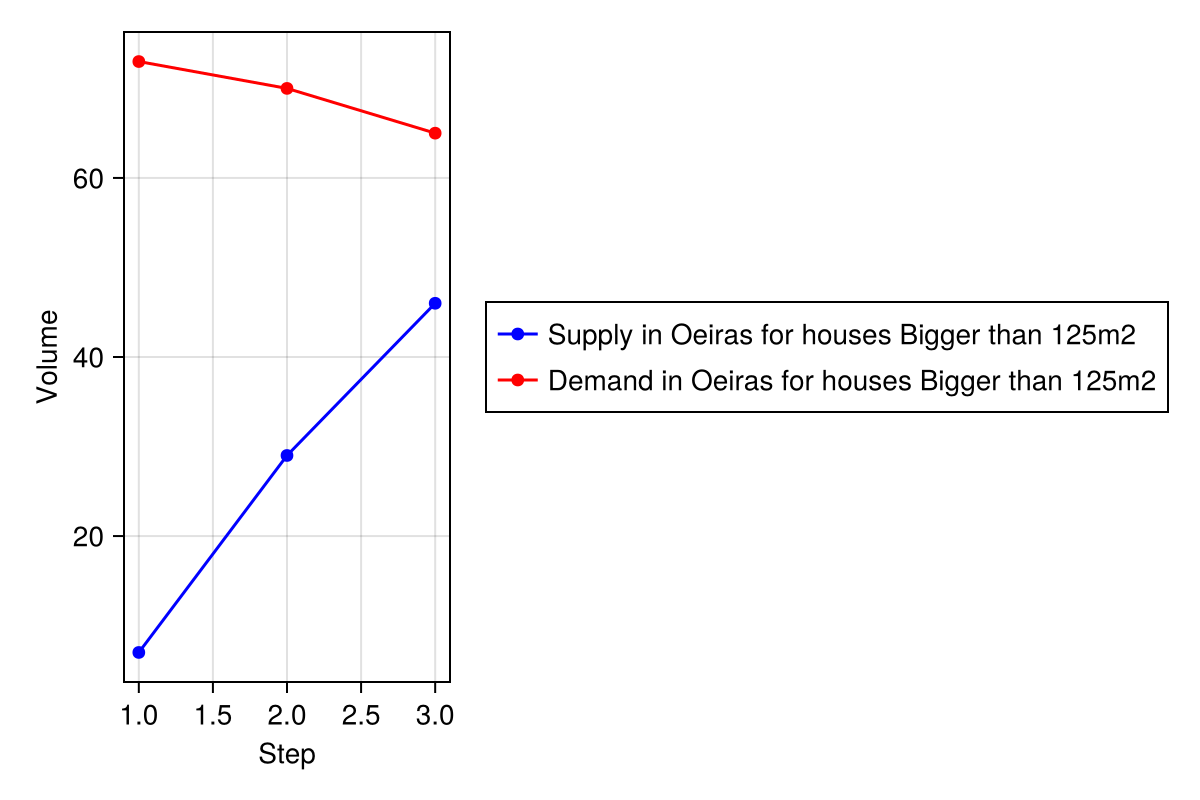 60
40
20
Volume
1.0 1.5 2.0 2.5 3.0
Step
Supply in Oeiras for houses Bigger than 125m2
Demand in Oeiras for houses Bigger than 125m2